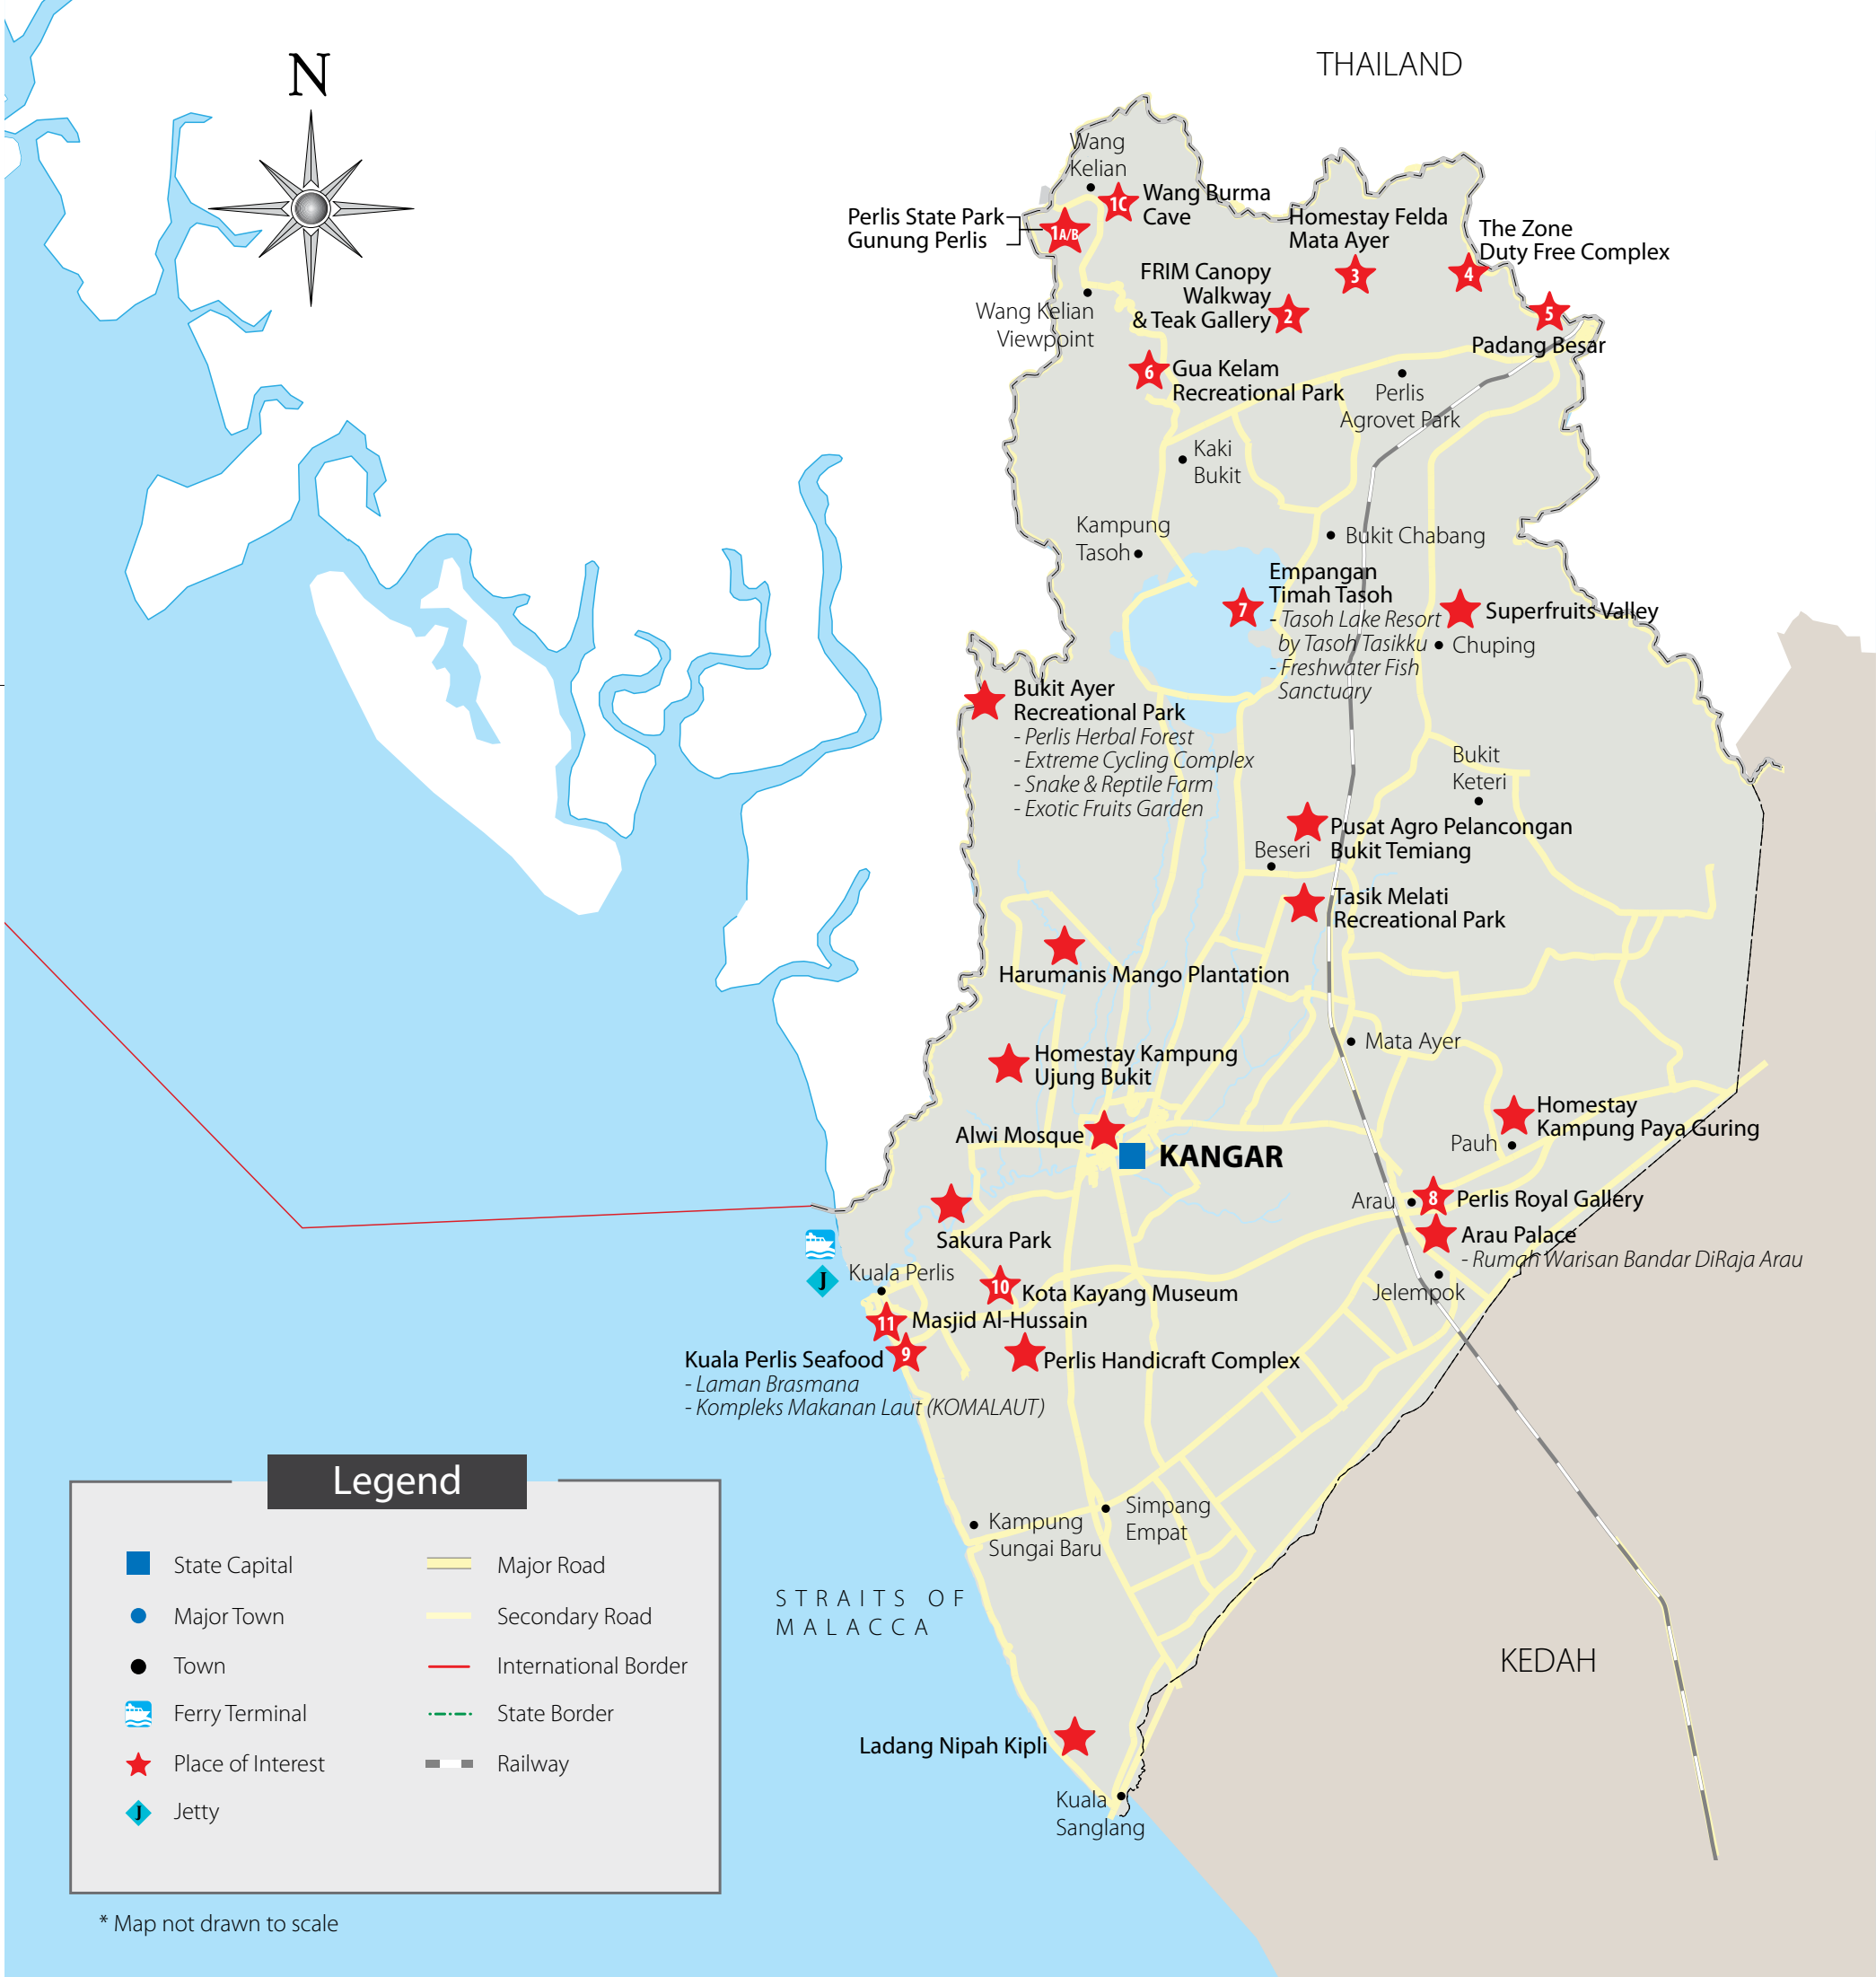 N
THAILAND
Wang
Kelian
1C
Wang Burma
Cave
Perlis State Park
Gunung Perlis
1A/B
Homestay Felda
Mata Ayer
3
The Zone
Duty Free Complex
4
FRIM Canopy
Walkway
& Teak Gallery
2
5
Padang Besar
Wang Kelian
Viewpoint
6
Gua Kelam
Recreational Park
Perlis
Agrovet Park
Kaki
Bukit
Kampung
Tasoh
Bukit Chabang
Empangan
Timah Tasoh
- Tasoh Lake Resort
by Tasoh Tasikku
- Freshwater Fish
Sanctuary
7
Superfruits Valley
Chuping
Bukit Ayer
Recreational Park
- Perlis Herbal Forest
- Extreme Cycling Complex
- Snake & Reptile Farm
- Exotic Fruits Garden
Bukit
Keteri
Pusat Agro Pelancongan
Bukit Temiang
Beseri
Tasik Melati
Recreational Park
Harumanis Mango Plantation
Mata Ayer
Homestay Kampung
Ujung Bukit
Alwi Mosque
KANGAR
Homestay
Kampung Paya Guring
Pauh
Arau
8
Perlis Royal Gallery
Arau Palace
- Rumah Warisan Bandar DiRaja Arau
Jelempok
Sakura Park
J
Kuala Perlis
10
Kota Kayang Museum
11
Masjid Al-Hussain
Kuala Perlis Seafood
- Laman Brasmana
- Kompleks Makanan Laut (KOMALAUT)
9
Perlis Handicraft Complex
Kampung
Sungai Baru
Simpang
Empat
STRAITS OF
MALACCA
KEDAH
Ladang Nipah Kipli
Kuala
Sanglang
Legend
State Capital
Major Town
Town
Ferry Terminal
Place of Interest
J
Jetty
Major Road
Secondary Road
International Border
State Border
Railway
* Map not drawn to scale